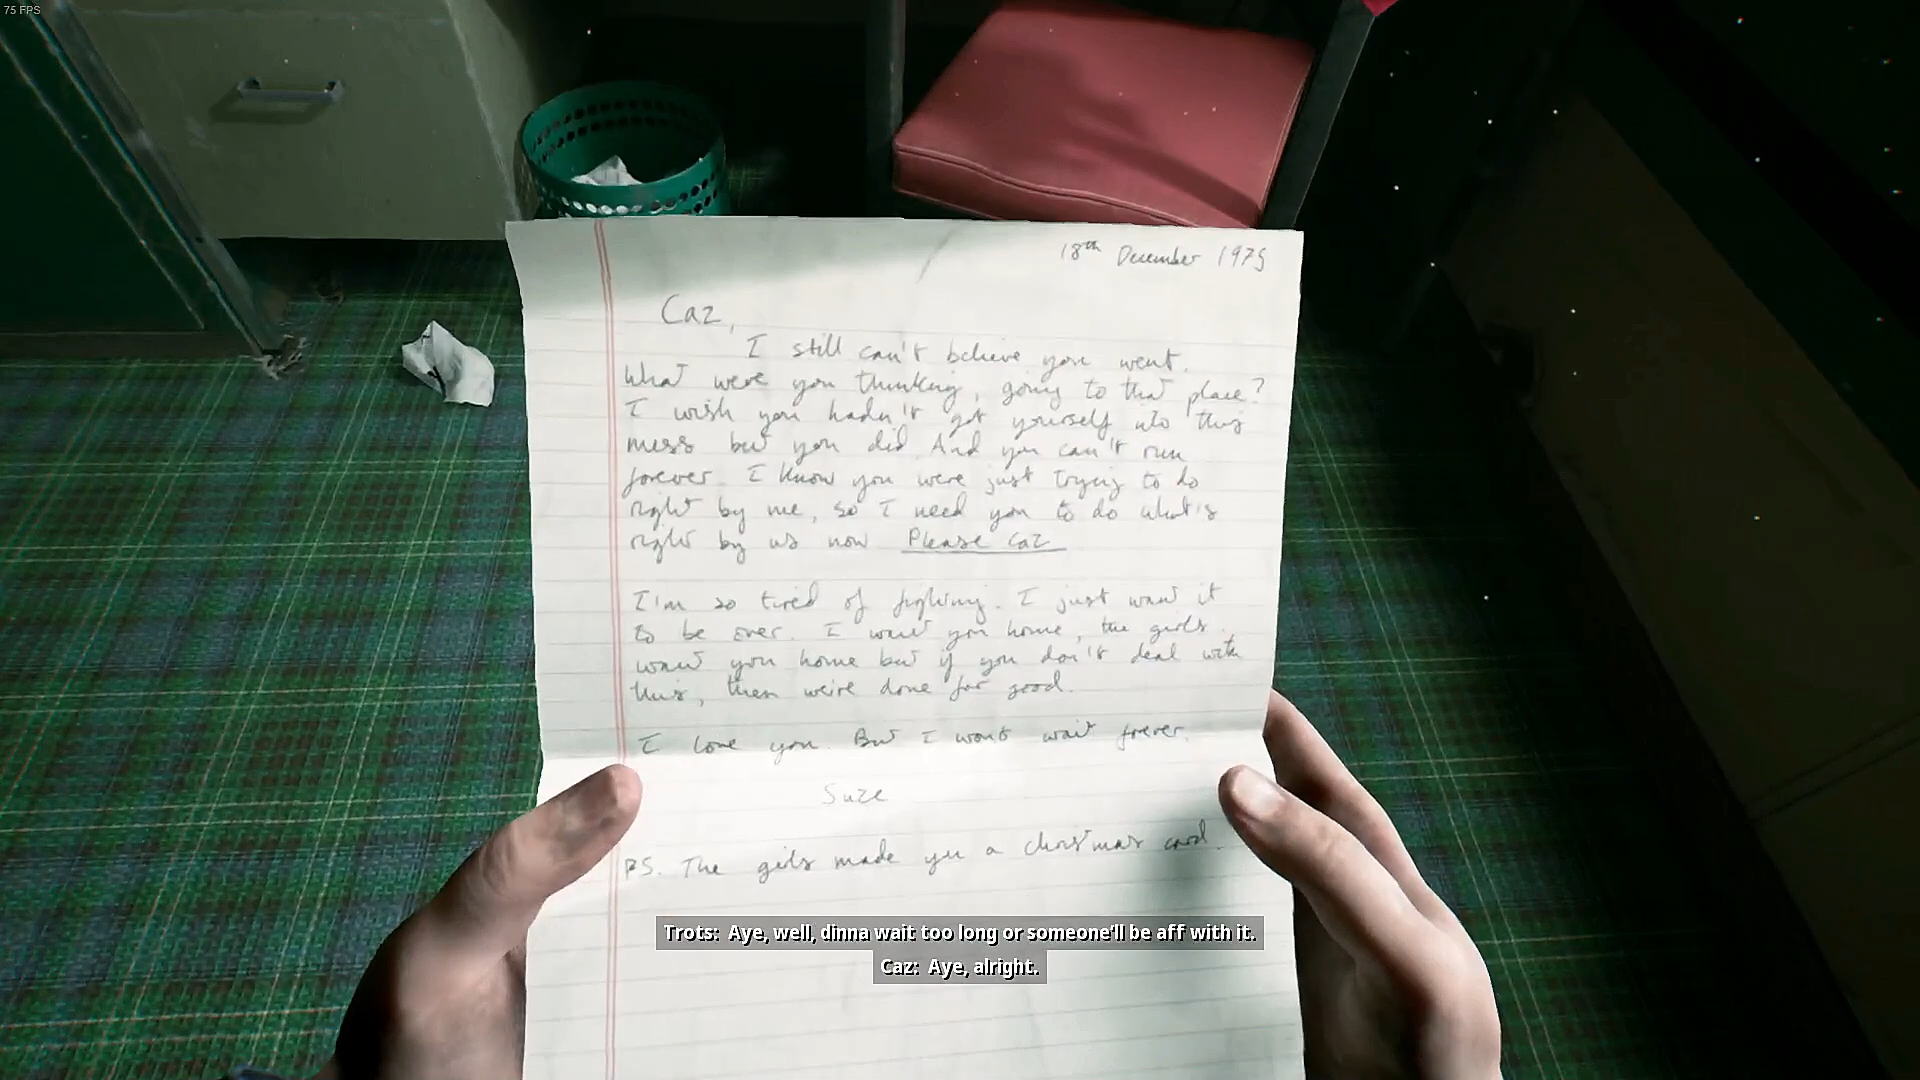 75 FPS
18th December 1975
Caz,
I still can't believe you went.
What were you thinking, going to that place?
I wish you hadn't got yourself into this
mess but you did. And you can't run
forever. I know you were just trying to do
right by me, so I need you to do what's
right by us now Please Caz
I'm so tired of fighting. I just want it
to be over. I want you home, the girls
want you home but if you don't deal with
this, then we're done for good.
I love you. But I won't wait forever.
Suze
P.S. The girls made you a christmas card.
Trots: Aye, well, dinna wait too long or someone'll be aff with it.
Caz: Aye, alright.